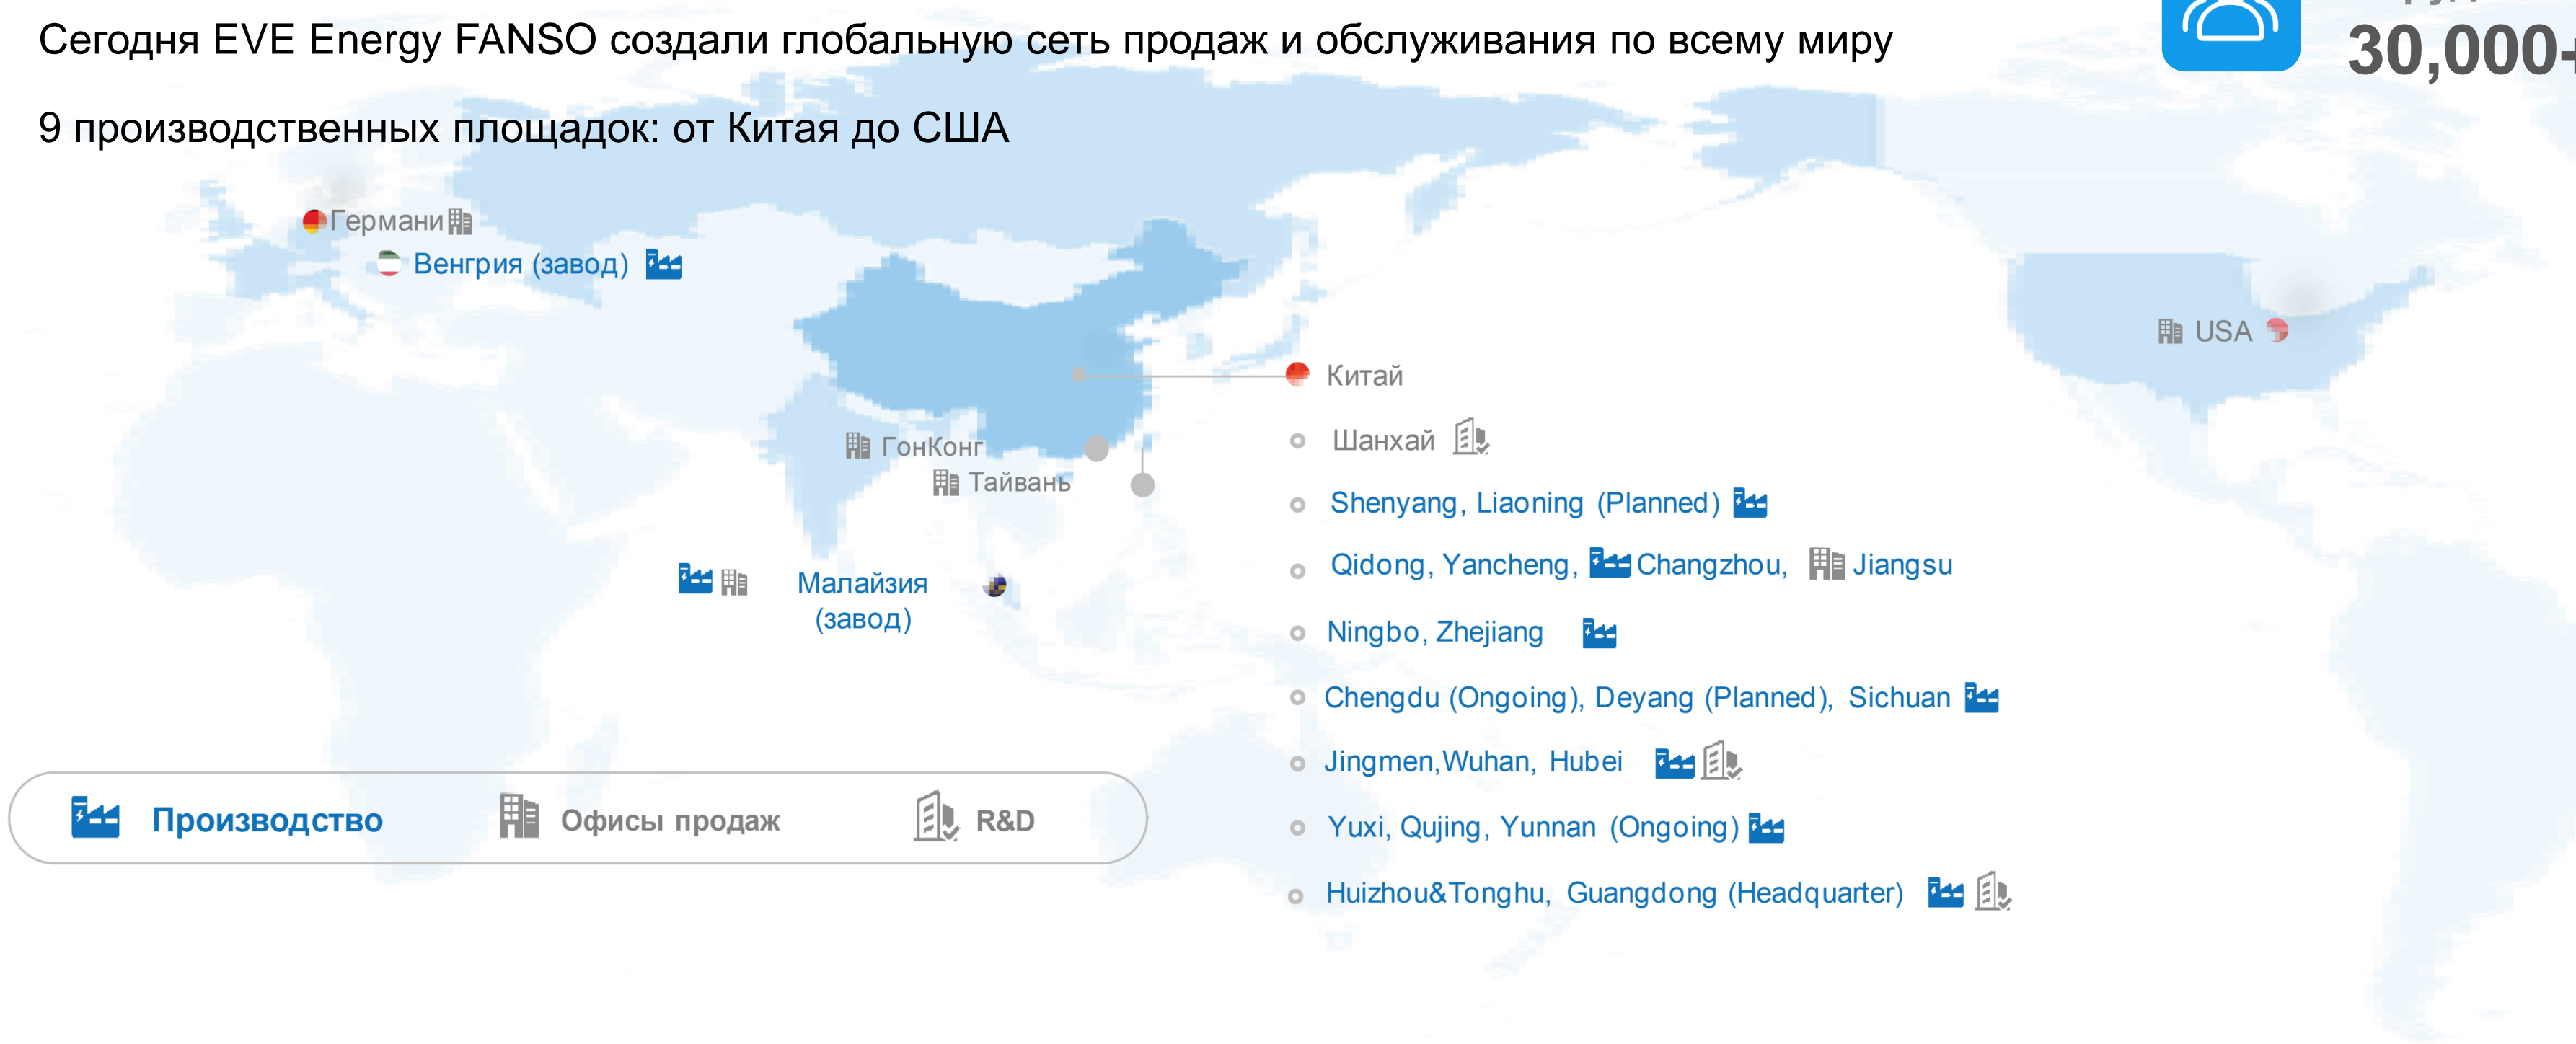 Сегодня EVE Energy FANSO создали глобальную сеть продаж и обслуживания по всему миру
30,000+
9 производственных площадок: от Китая до США
Германи
Венгрия (завод)
USA
Китай
ГонКонг
Тайвань
Шанхай
Shenyang, Liaoning (Planned)
Qidong, Yancheng, Changzhou, Jiangsu
Малайзия
(завод)
Ningbo, Zhejiang
Chengdu (Ongoing), Deyang (Planned), Sichuan
Jingmen,Wuhan, Hubei
Yuxi, Qujing, Yunnan (Ongoing)
Huizhou&Tonghu, Guangdong (Headquarter)
Производство
Офисы продаж
R&D